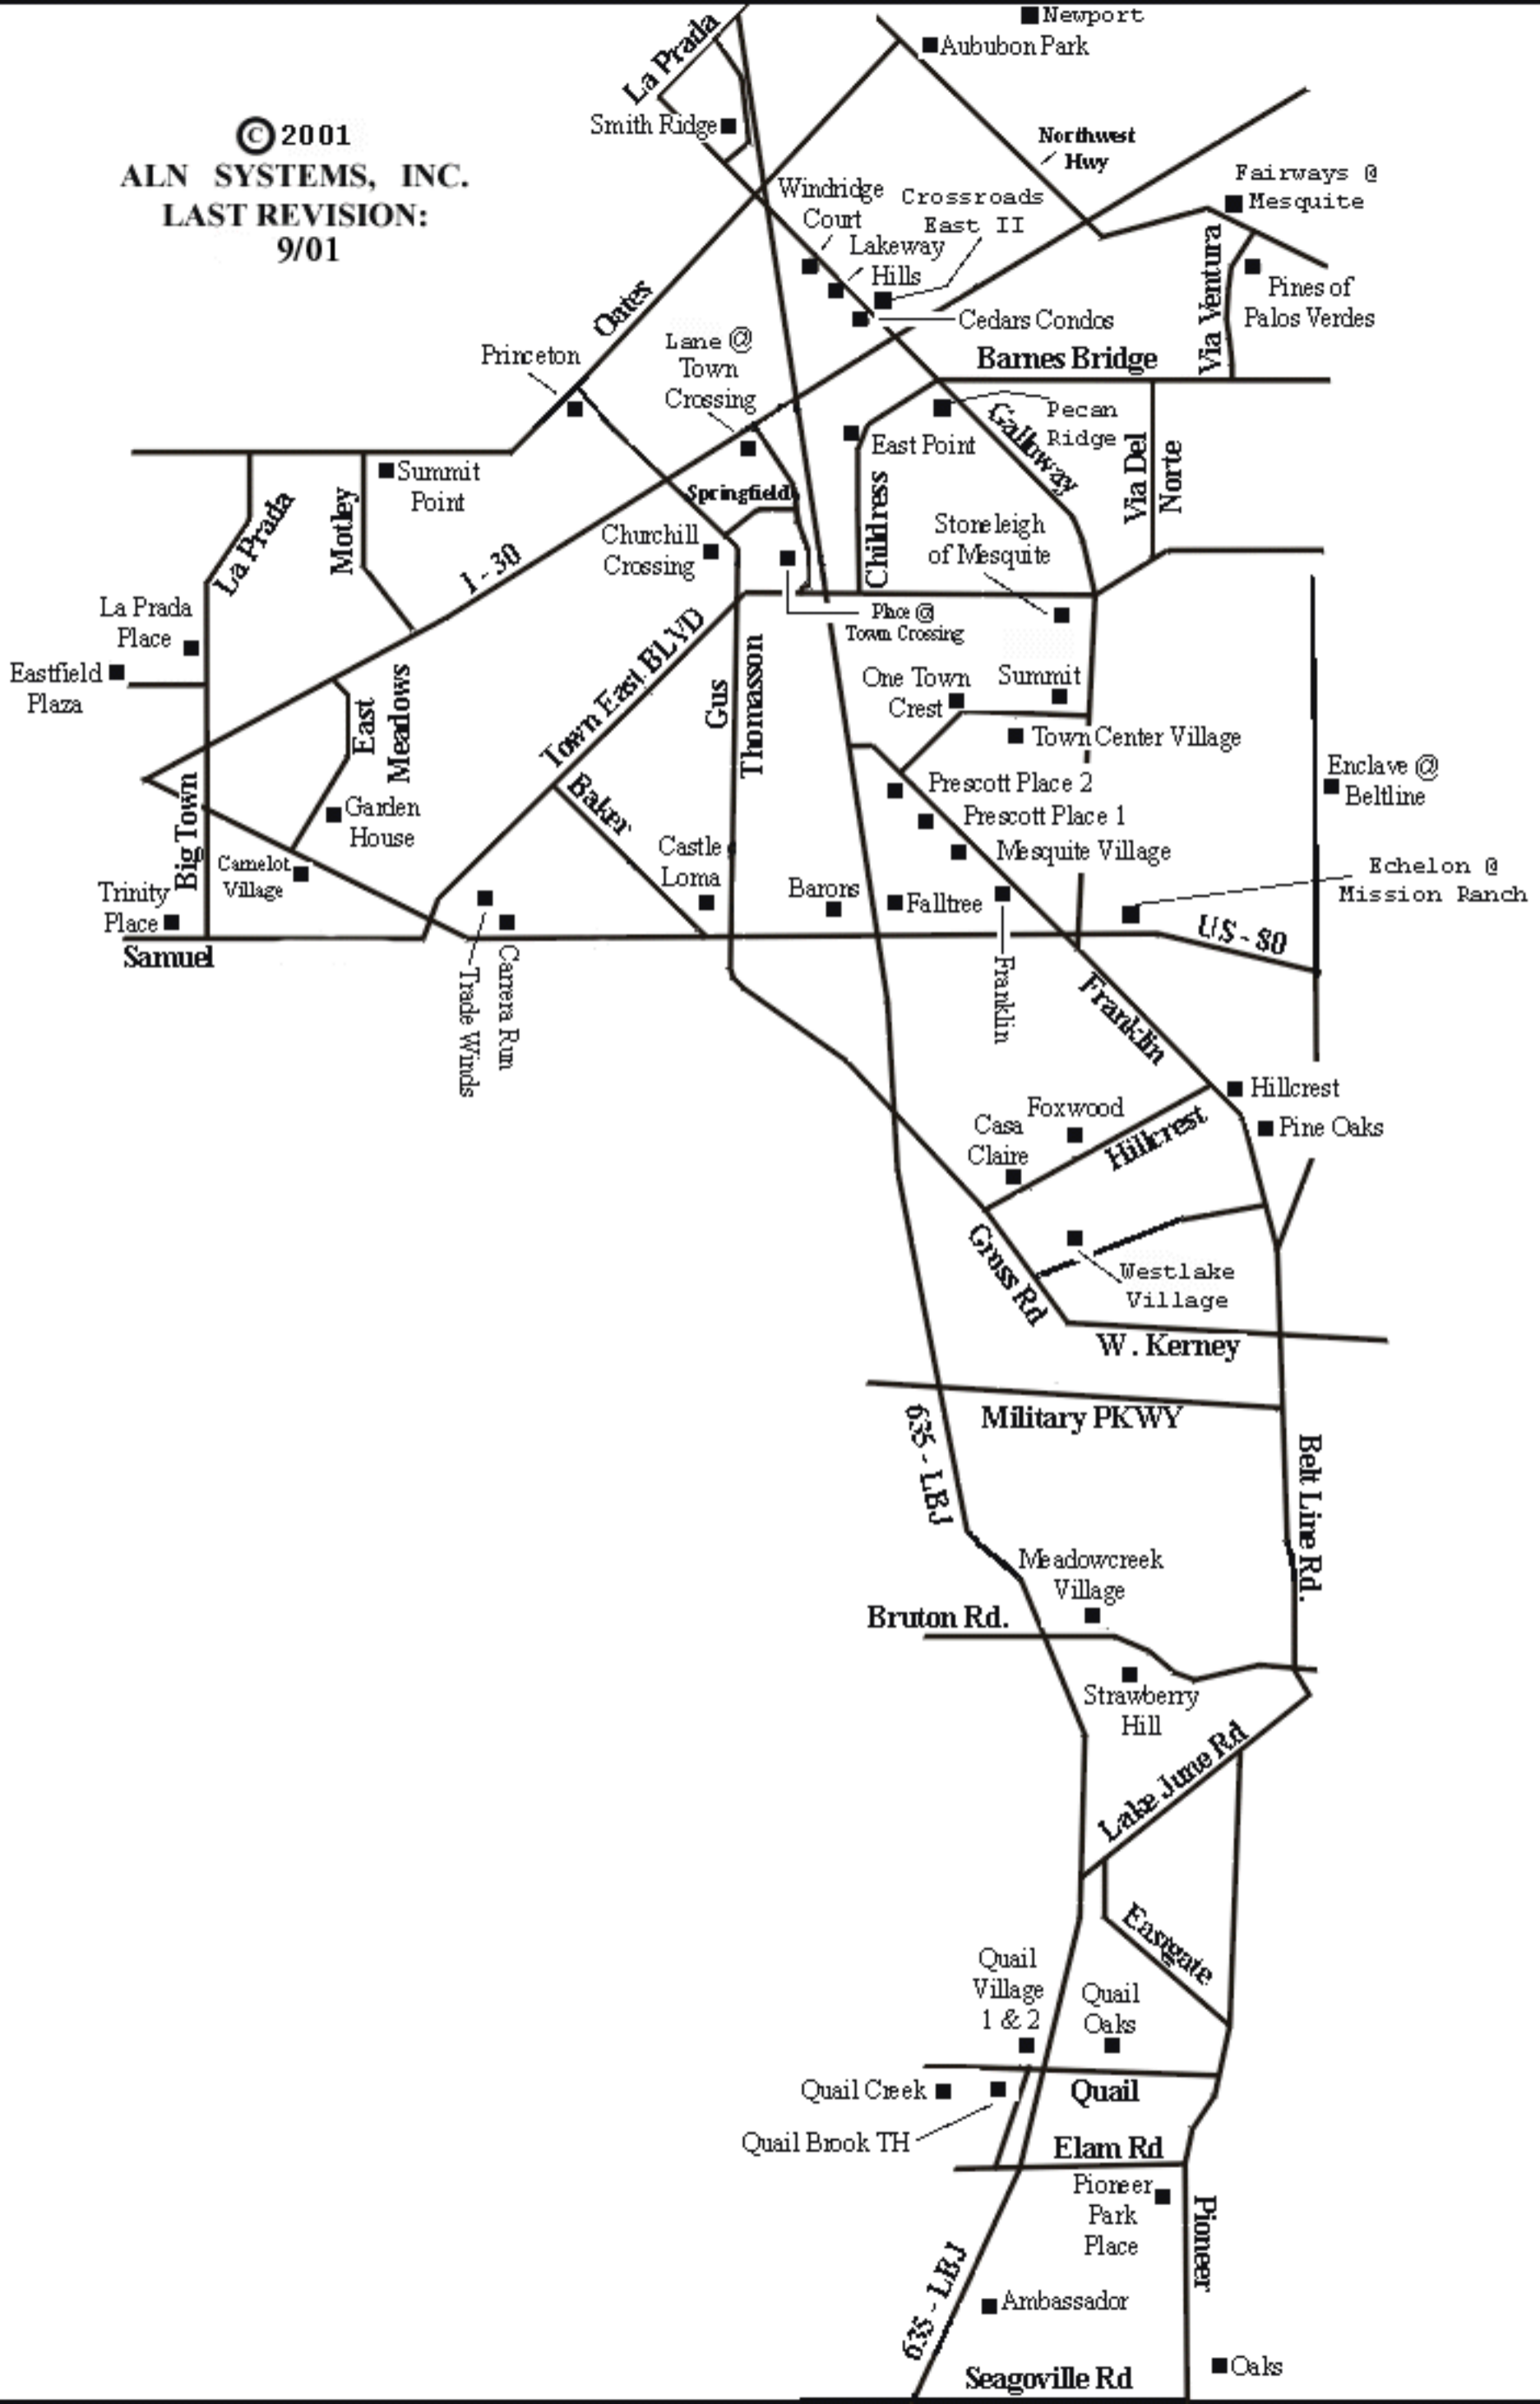 Newport
Aububon Park
La Prada
Smith Ridge
© 2001
ALN SYSTEMS, INC.
LAST REVISION:
9/01
Northwest
Hwy
Fairways @
Mesquite
Windridge
Court
Crossroads
East II
Lakeway
Hills
Via Ventura
Pines of
Palos Verdes
Oates
Cedars Condos
Princeton
Lane @
Town
Crossing
Barnes Bridge
Pecan
Ridge
Galloway
East Point
Via Del
Norte
Summit
Point
La Prada
Motley
Springfield
Childress
Stoneleigh
of Mesquite
Churchill
Crossing
I - 30
La Prada
Place
Place @
Town Crossing
Eastfield
Plaza
East
Meadows
Town East BLVD
Gus
Thomasson
One Town
Crest
Summit
Town Center Village
Big Town
Baker
Prescott Place 2
Enclave @
Beltline
Garden
House
Prescott Place 1
Castle
Loma
Mesquite Village
Camelot
Village
Echelon @
Mission Ranch
Trinity
Place
Barons
Falltree
US - 80
Samuel
Trade Winds
Carrera Run
Franklin
Franklin
Hillcrest
Foxwood
Casa
Claire
Hillcrest
Pine Oaks
Gross Rd
Westlake
Village
W. Kerney
Military PKWY
635 - LBJ
Belt Line Rd.
Meadowcreek
Village
Bruton Rd.
Strawberry
Hill
Lake June Rd
Eastgate
Quail
Village
1 & 2
Quail
Oaks
Quail Creek
Quail
Quail Brook TH
Elam Rd
Pioneer
Park
Place
Pioneer
635 - LBJ
Ambassador
Oaks
Seagoville Rd